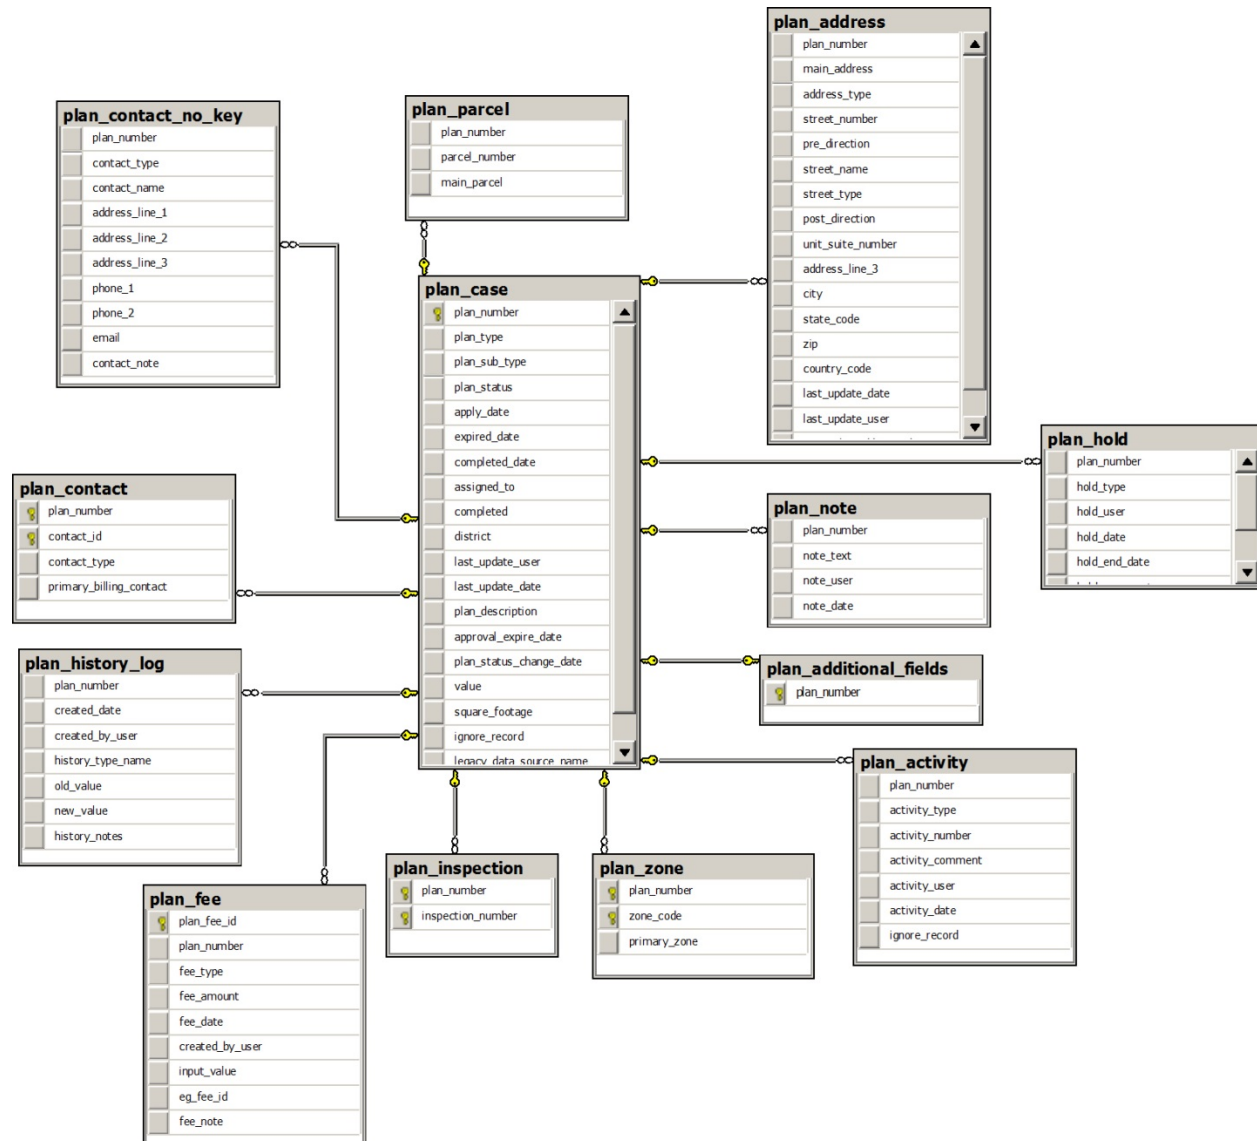 plan_address
plan_number
main_address
address_type
street_number
pre_direction
street_name
street_type
post_direction
unit_suite_number
address_line_3
city
state_code
zip
country_code
last_update_date
last_update_user
plan_contact_no_key
plan_number
contact_type
contact_name
address_line_1
address_line_2
address_line_3
phone_1
phone_2
email
contact_note
plan_parcel
plan_number
parcel_number
main_parcel
plan_case
plan_number
plan_type
plan_sub_type
plan_status
apply_date
expired_date
completed_date
assigned_to
completed
district
last_update_user
last_update_date
plan_description
approval_expire_date
plan_status_change_date
value
square_footage
ignore_record
legacy_data_source_name
plan_hold
plan_number
hold_type
hold_user
hold_date
hold_end_date
plan_contact
plan_number
contact_id
contact_type
primary_billing_contact
plan_note
plan_number
note_text
note_user
note_date
plan_history_log
plan_number
created_date
created_by_user
history_type_name
old_value
new_value
history_notes
plan_additional_fields
plan_number
plan_activity
plan_number
activity_type
activity_number
activity_comment
activity_user
activity_date
ignore_record
plan_inspection
plan_number
inspection_number
plan_zone
plan_number
zone_code
primary_zone
plan_fee
plan_fee_id
plan_number
fee_type
fee_amount
fee_date
created_by_user
input_value
eg_fee_id
fee_note